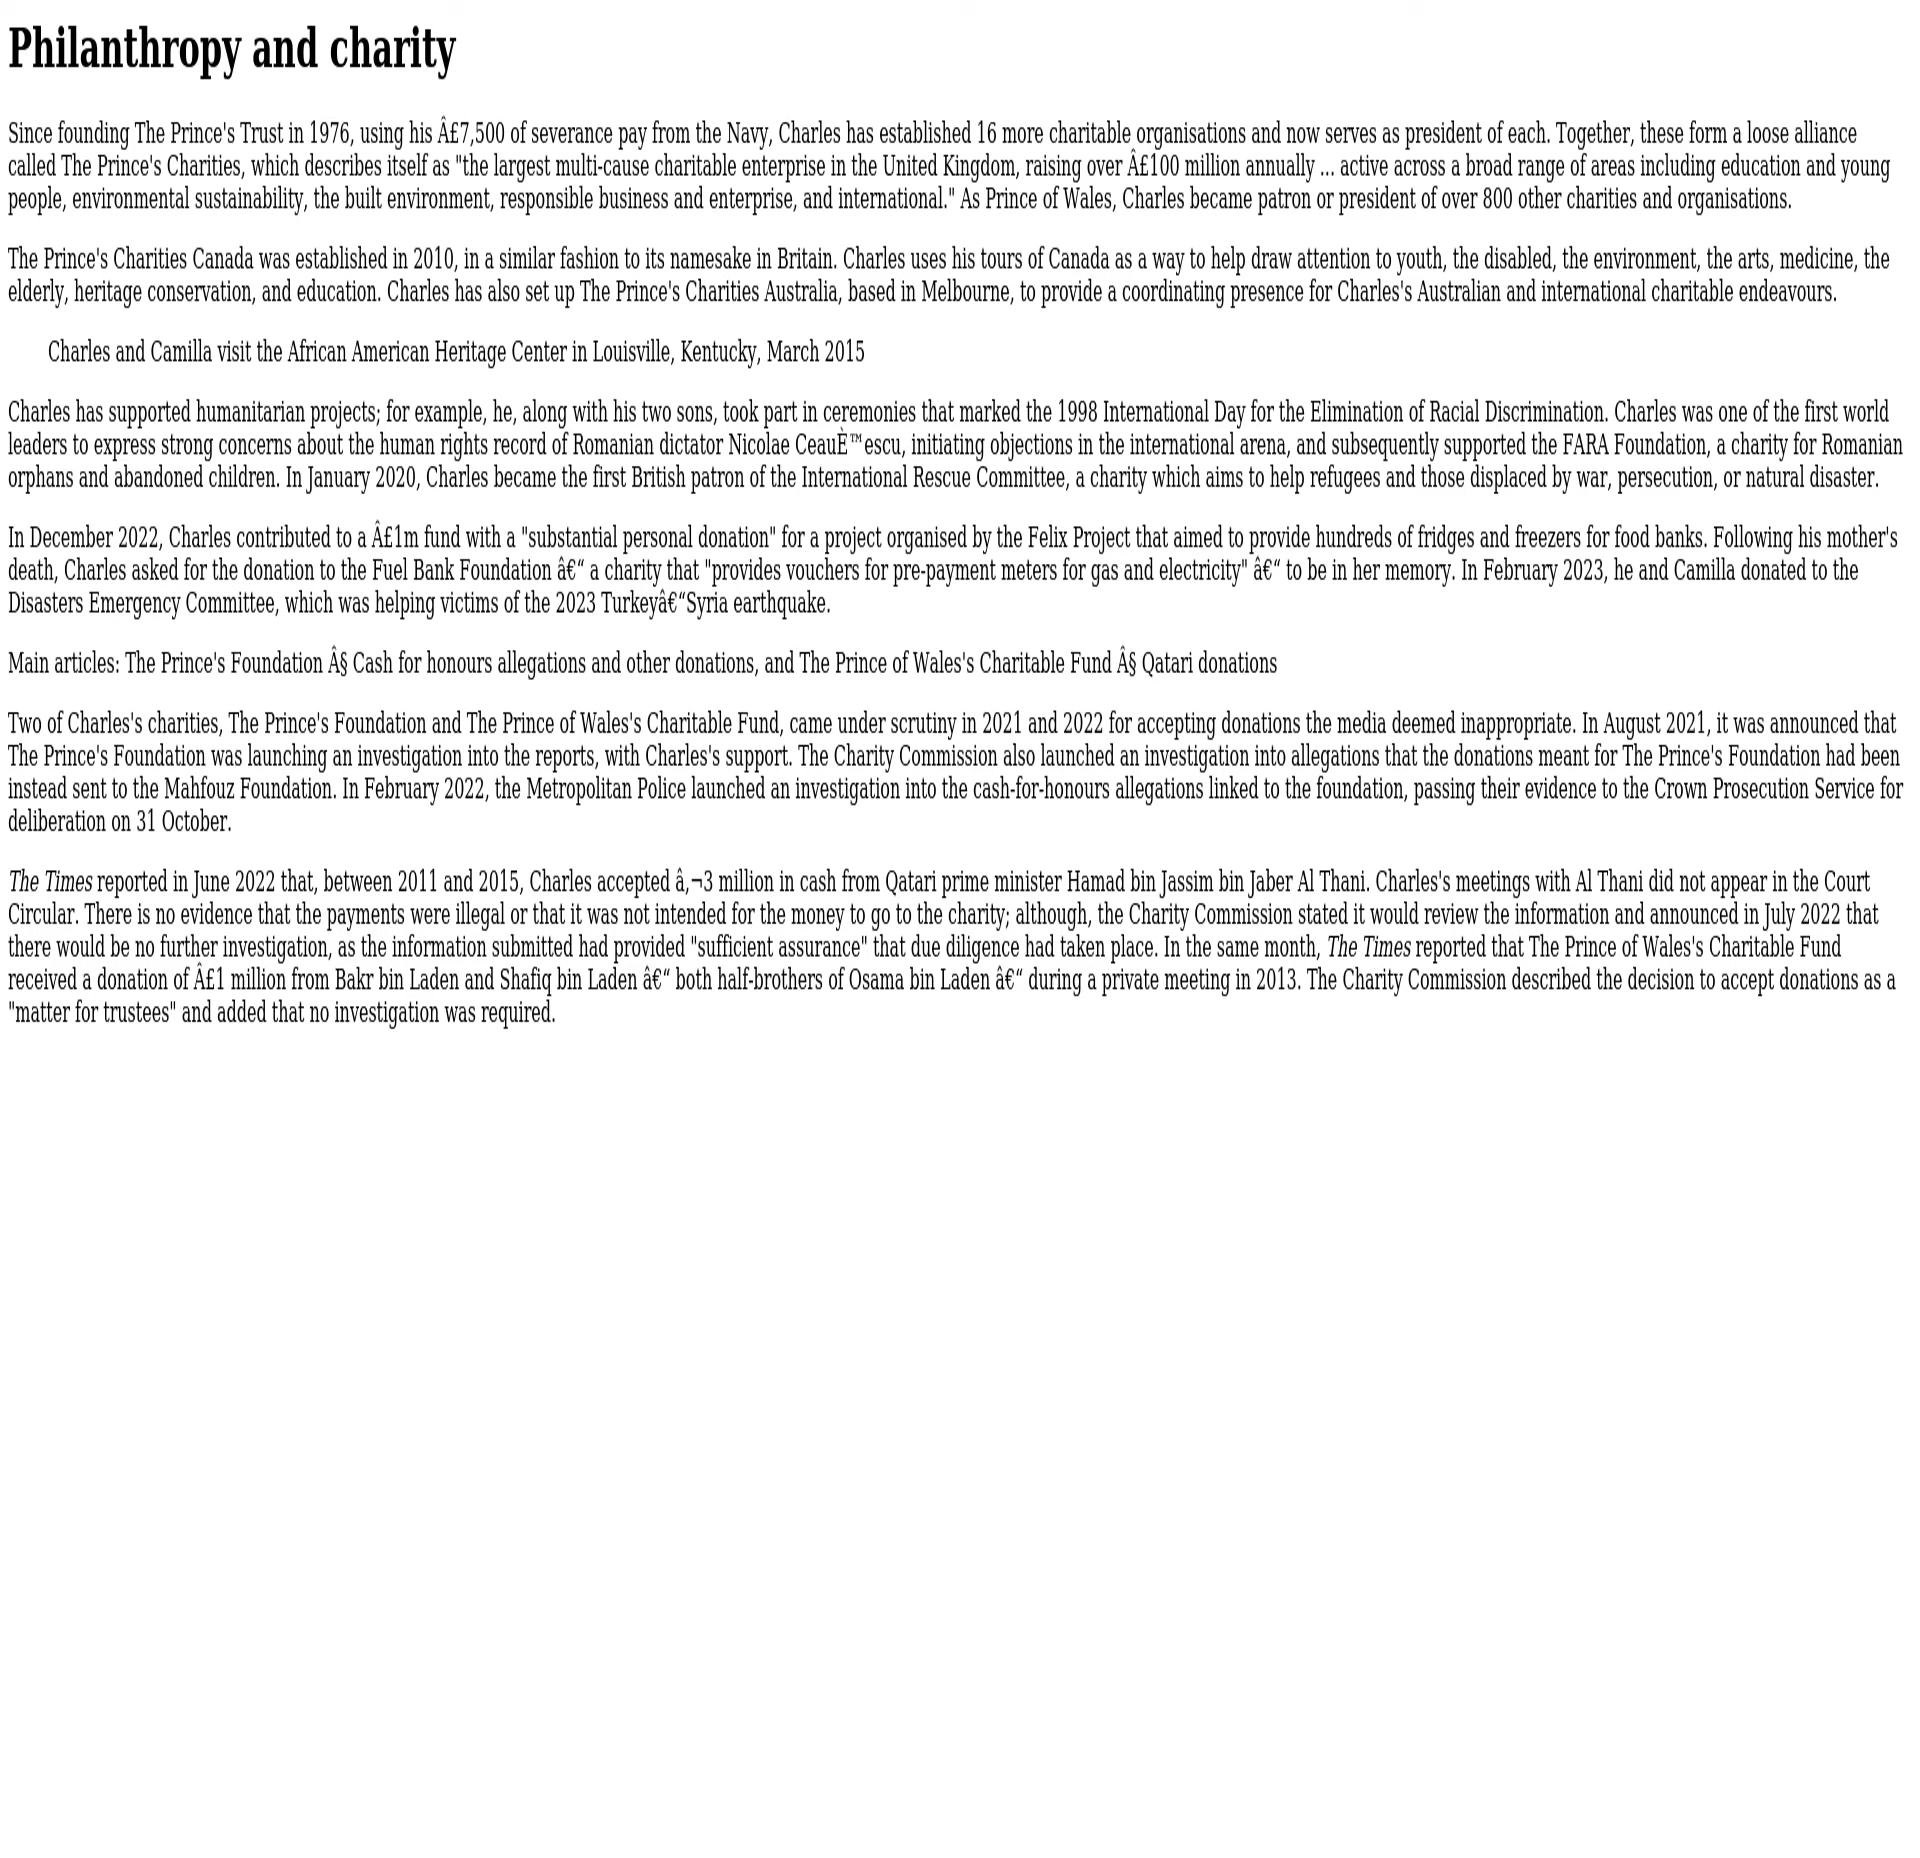 Philanthropy and charity
Since founding The Prince's Trust in 1976, using his Â£7,500 of severance pay from the Navy, Charles has established 16 more charitable organisations and now serves as president of each. Together, these form a loose alliance
called The Prince's Charities, which describes itself as "the largest multi-cause charitable enterprise in the United Kingdom, raising over Â£100 million annually ... active across a broad range of areas including education and young
people, environmental sustainability, the built environment, responsible business and enterprise, and international." As Prince of Wales, Charles became patron or president of over 800 other charities and organisations.
The Prince's Charities Canada was established in 2010, in a similar fashion to its namesake in Britain. Charles uses his tours of Canada as a way to help draw attention to youth, the disabled, the environment, the arts, medicine, the
elderly, heritage conservation, and education. Charles has also set up The Prince's Charities Australia, based in Melbourne, to provide a coordinating presence for Charles's Australian and international charitable endeavours.
Charles and Camilla visit the African American Heritage Center in Louisville, Kentucky, March 2015
Charles has supported humanitarian projects; for example, he, along with his two sons, took part in ceremonies that marked the 1998 International Day for the Elimination of Racial Discrimination. Charles was one of the first world
leaders to express strong concerns about the human rights record of Romanian dictator Nicolae CeauÈ™escu, initiating objections in the international arena, and subsequently supported the FARA Foundation, a charity for Romanian
orphans and abandoned children. In January 2020, Charles became the first British patron of the International Rescue Committee, a charity which aims to help refugees and those displaced by war, persecution, or natural disaster.
In December 2022, Charles contributed to a Â£1m fund with a "substantial personal donation" for a project organised by the Felix Project that aimed to provide hundreds of fridges and freezers for food banks. Following his mother's
death, Charles asked for the donation to the Fuel Bank Foundation â€“ a charity that "provides vouchers for pre-payment meters for gas and electricity" â€“ to be in her memory. In February 2023, he and Camilla donated to the
Disasters Emergency Committee, which was helping victims of the 2023 Turkeyâ€“Syria earthquake.
Main articles: The Prince's Foundation Â§ Cash for honours allegations and other donations, and The Prince of Wales's Charitable Fund Â§ Qatari donations
Two of Charles's charities, The Prince's Foundation and The Prince of Wales's Charitable Fund, came under scrutiny in 2021 and 2022 for accepting donations the media deemed inappropriate. In August 2021, it was announced that
The Prince's Foundation was launching an investigation into the reports, with Charles's support. The Charity Commission also launched an investigation into allegations that the donations meant for The Prince's Foundation had been
instead sent to the Mahfouz Foundation. In February 2022, the Metropolitan Police launched an investigation into the cash-for-honours allegations linked to the foundation, passing their evidence to the Crown Prosecution Service for
deliberation on 31 October.
The Times reported in June 2022 that, between 2011 and 2015, Charles accepted â‚¬3 million in cash from Qatari prime minister Hamad bin Jassim bin Jaber Al Thani. Charles's meetings with Al Thani did not appear in the Court
Circular. There is no evidence that the payments were illegal or that it was not intended for the money to go to the charity; although, the Charity Commission stated it would review the information and announced in July 2022 that
there would be no further investigation, as the information submitted had provided "sufficient assurance" that due diligence had taken place. In the same month, The Times reported that The Prince of Wales's Charitable Fund
received a donation of Â£1 million from Bakr bin Laden and Shafiq bin Laden â€“ both half-brothers of Osama bin Laden â€“ during a private meeting in 2013. The Charity Commission described the decision to accept donations as a
"matter for trustees" and added that no investigation was required.